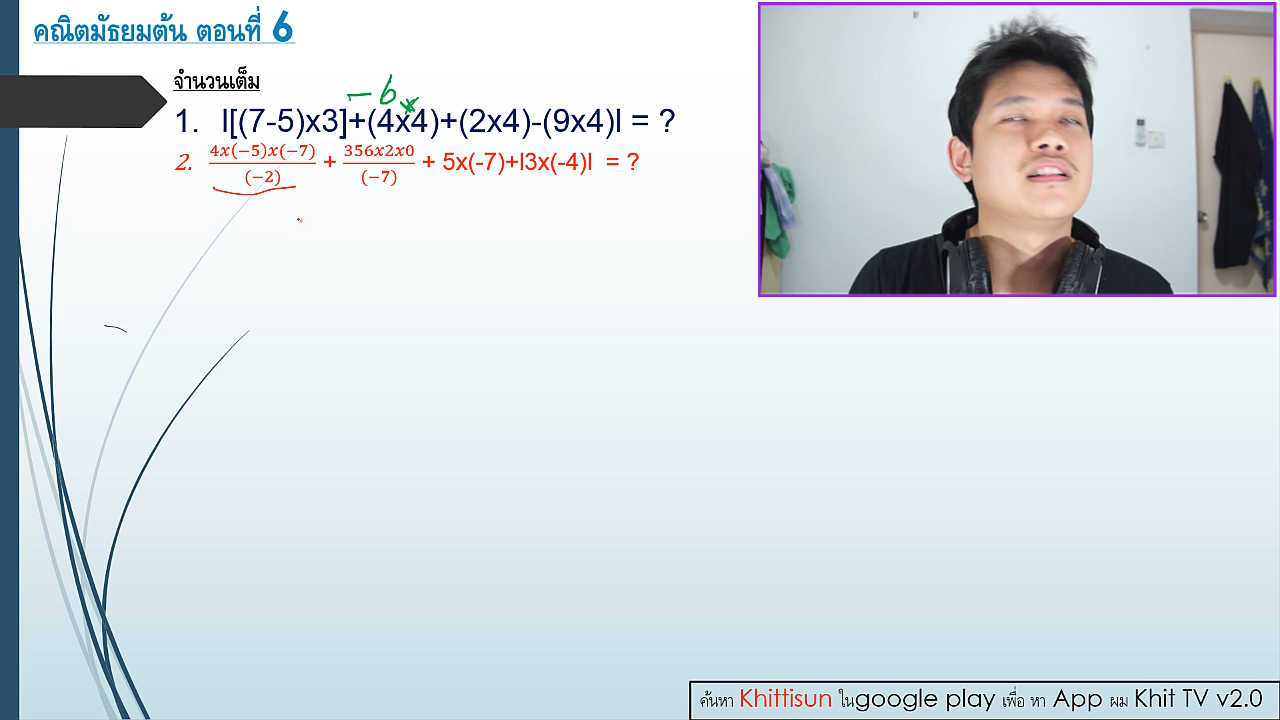 คณิตมัธยมต้น ตอนที่ 6
จำนวนเต็ม
-6
1. l[(7-5)x3]+(4x4)+(2x4)-(9x4)l = ?
2. 4x(-5)x(-7)/(-2) + 356x2x0/(-7) + 5x(-7)+l3x(-4)l = ?
ค้นหา Khittisun ในgoogle play เพื่อ หา App ผม Khit TV v2.0